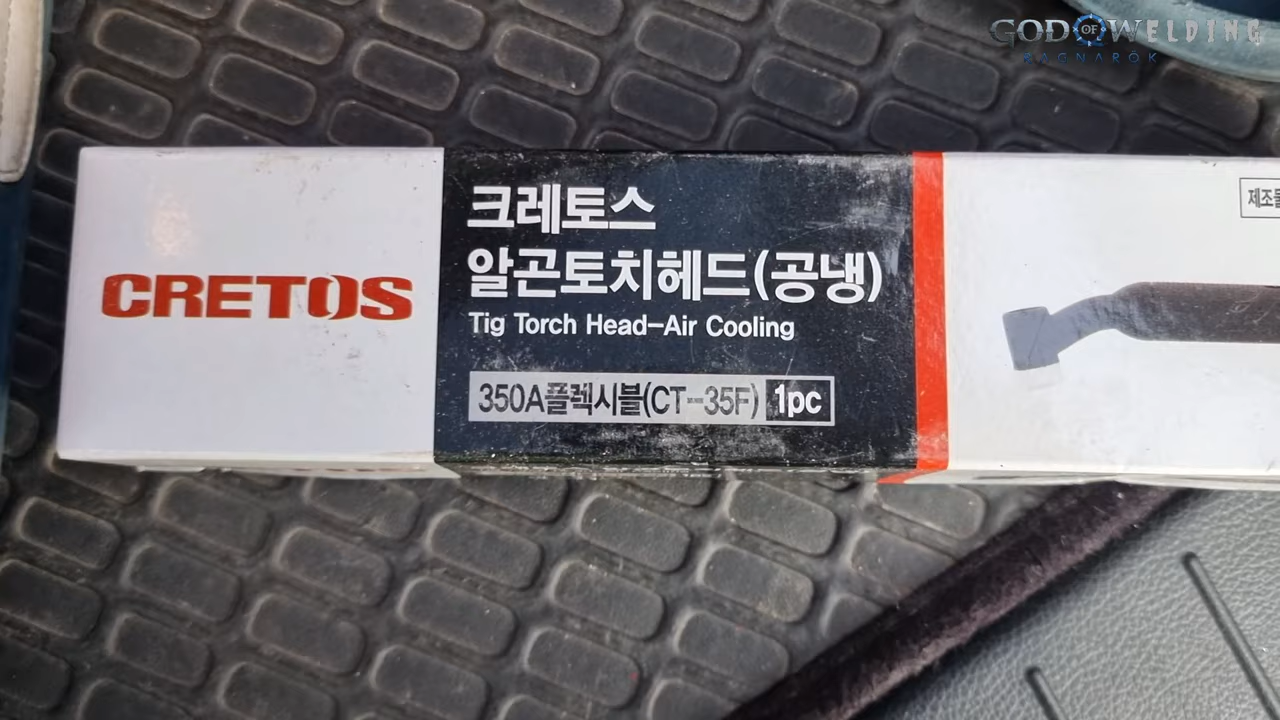 GOD OF WELDING
RAGNAROK
CRETOS
크레토스
알곤토치헤드(공냉)
Tig Torch Head-Air Cooling
350A플렉시블(CT-35F) 1pc
제조